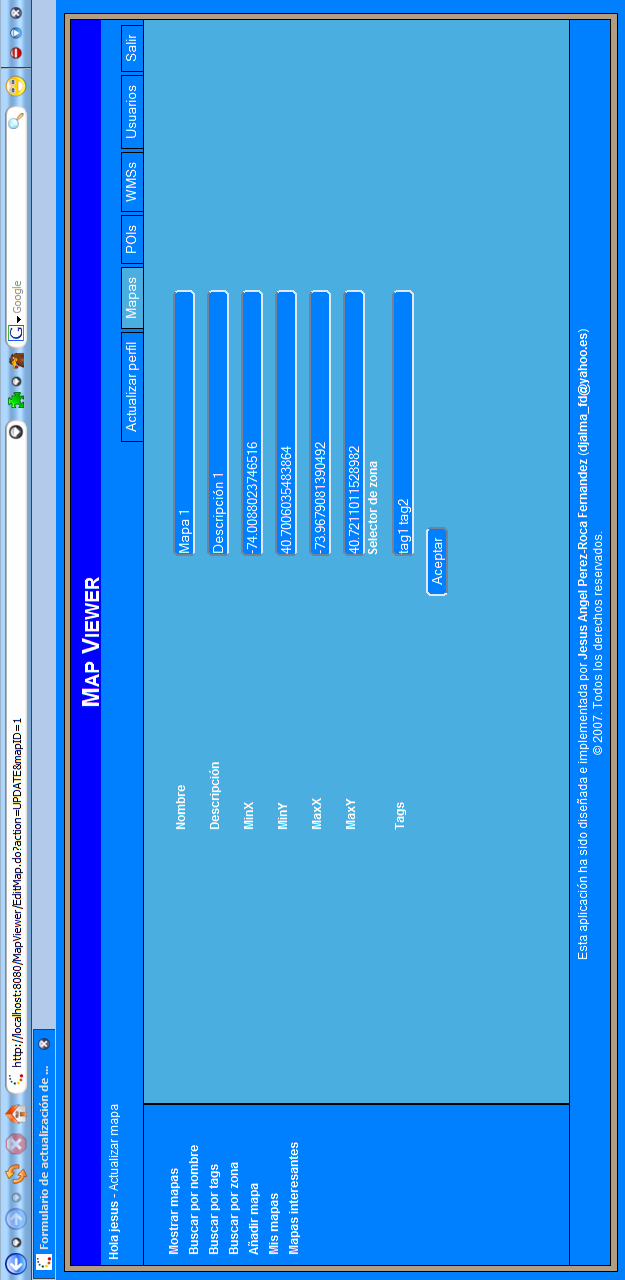 http://localhost:8080/MapViewer/EditMap.do?action=UPDATE&mapID=1
Google
Formulario de actualización de ...
MAP VIEWER
Hola jesus - Actualizar mapa
Actualizar perfil
Mapas
POIs
WMSs
Usuarios
Salir
Mostrar mapas
Buscar por nombre
Buscar por tags
Buscar por zona
Añadir mapa
Mis mapas
Mapas interesantes
Nombre Mapa 1
Descripción Descripción 1
MinX -74.0088023746516
MinY 40.7006035483864
MaxX -73.9679081390492
MaxY 40.7211011528982
Selector de zona
Tags tag1 tag2
Aceptar
Esta aplicación ha sido diseñada e implementada por Jesus Angel Perez-Roca Fernandez (djalma_fd@yahoo.es)
© 2007. Todos los derechos reservados.